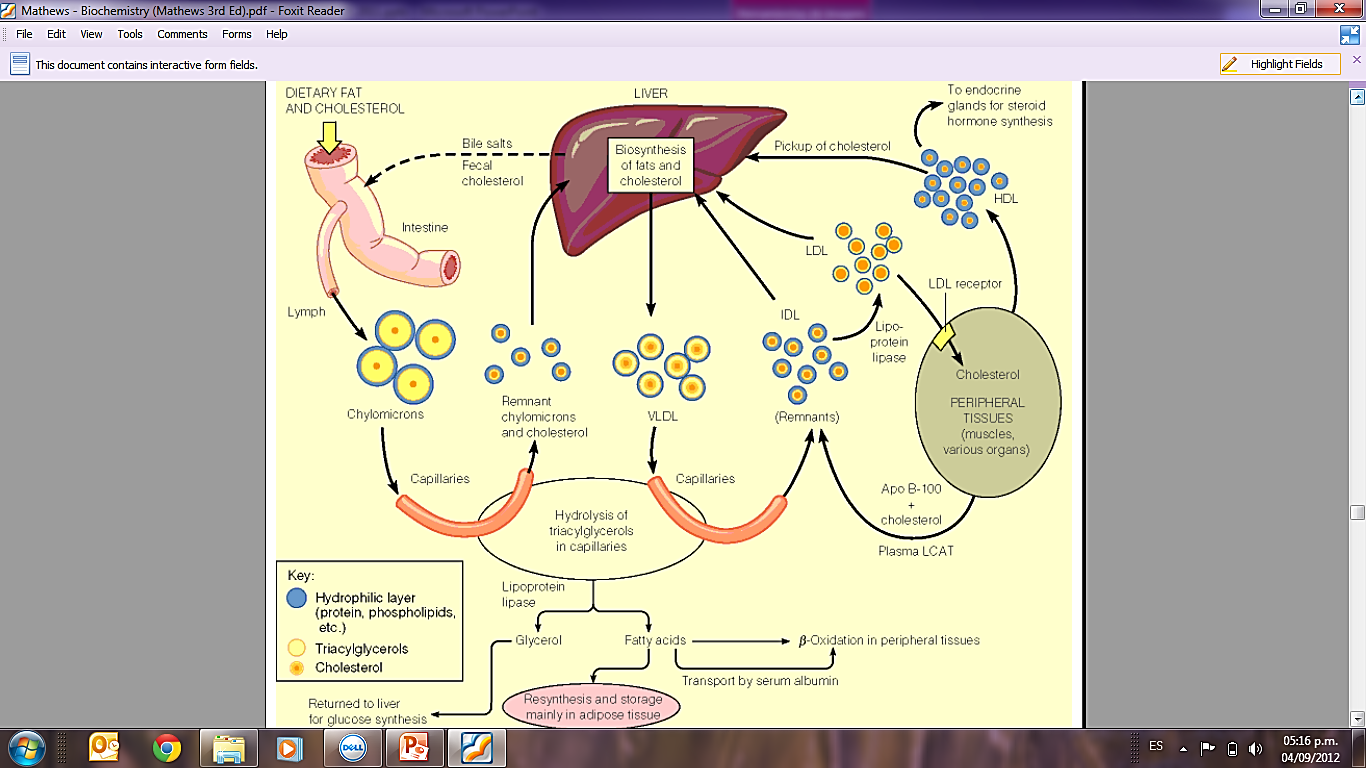 Mathews - Biochemistry (Mathews 3rd Ed).pdf - Foxit Reader
File Edit View Tools Comments Forms Help
This document contains interactive form fields.
Highlight Fields
DIETARY FAT
AND CHOLESTEROL
LIVER
To endocrine
glands for steroid
hormone synthesis
Bile salts
Fecal
cholesterol
Biosynthesis
of fats and
cholesterol
Pickup of cholesterol
HDL
Intestine
LDL
LDL receptor
Lymph
IDL
Lipo-
protein
lipase
Cholesterol
PERIPHERAL
TISSUES
(muscles,
various organs)
Chylomicrons
Remnant
chylomicrons
and cholesterol
VLDL
(Remnants)
Capillaries
Capillaries
Apo B-100
+
cholesterol
Plasma LCAT
Hydrolysis of
triacylglycerols
in capillaries
Key:
Hydrophilic layer
(protein, phospholipids,
etc.)
Triacylglycerols
Cholesterol
Lipoprotein
lipase
Glycerol
Fatty acids
β-Oxidation in peripheral tissues
Transport by serum albumin
Returned to liver
for glucose synthesis
Resynthesis and storage
mainly in adipose tissue
DELL
ES
05:16 p.m.
04/09/2012